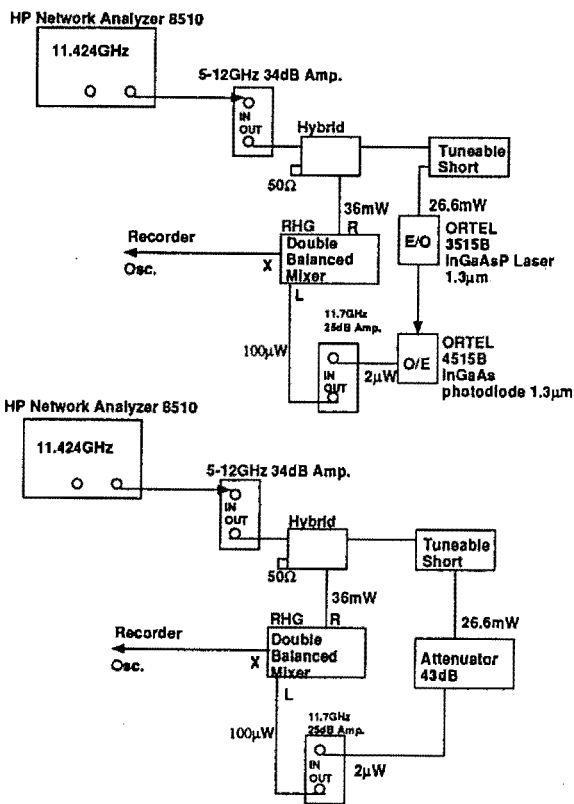 HP Network Analyzer 8510
11.424GHz
5-12GHz 34dB Amp.
IN
OUT
Hybrid
50Ω
Tuneable
Short
36mW
26.6mW
RHG
R
Double
Balanced
Mixer
X
L
Recorder
Osc.
E/O
ORTEL
3515B
InGaAsP Laser
1.3μm
11.7GHz
25dB Amp.
100μW
IN
OUT
2μW
O/E
ORTEL
4515B
InGaAs
photodiode 1.3μm
HP Network Analyzer 8510
11.424GHz
5-12GHz 34dB Amp.
IN
OUT
Hybrid
50Ω
Tuneable
Short
36mW
26.6mW
RHG
R
Double
Balanced
Mixer
X
L
Recorder
Osc.
Attenuator
43dB
11.7GHz
25dB Amp.
100μW
IN
OUT
2μW